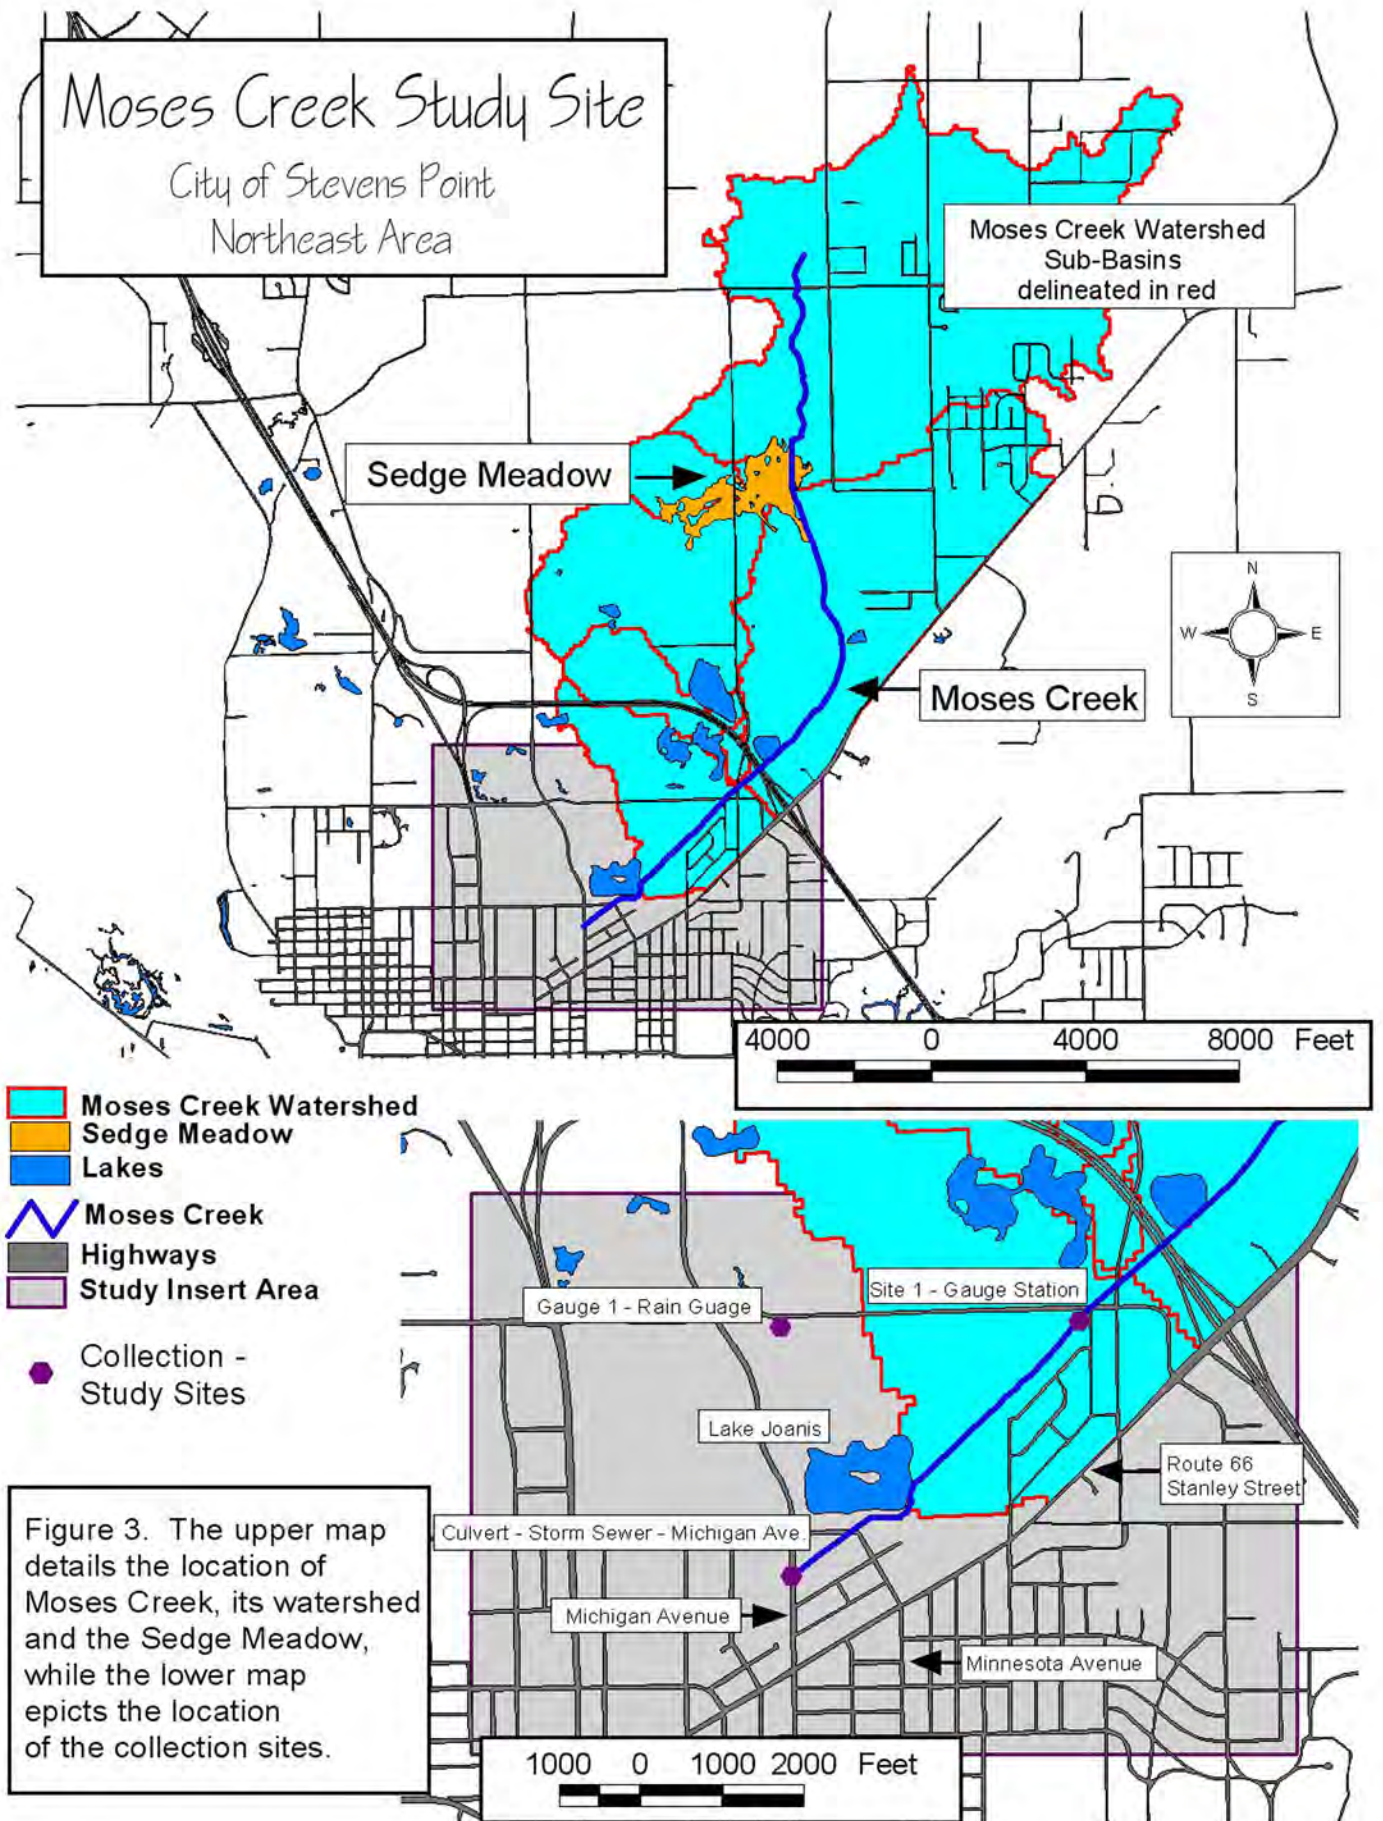 Moses Creek Study Site
City of Stevens Point
Northeast Area
Moses Creek Watershed
Sub-Basins
delineated in red
Sedge Meadow
N
W
E
S
Moses Creek
4000 0 4000 8000 Feet
Moses Creek Watershed
Sedge Meadow
Lakes
Moses Creek
Highways
Study Insert Area
Collection -
Study Sites
Site 1 - Gauge Station
Gauge 1 - Rain Guage
Lake Joanis
Route 66
Stanley Street
Culvert - Storm Sewer - Michigan Ave.
Michigan Avenue
Minnesota Avenue
Figure 3. The upper map
details the location of
Moses Creek, its watershed
and the Sedge Meadow,
while the lower map
epicts the location
of the collection sites.
1000 0 1000 2000 Feet